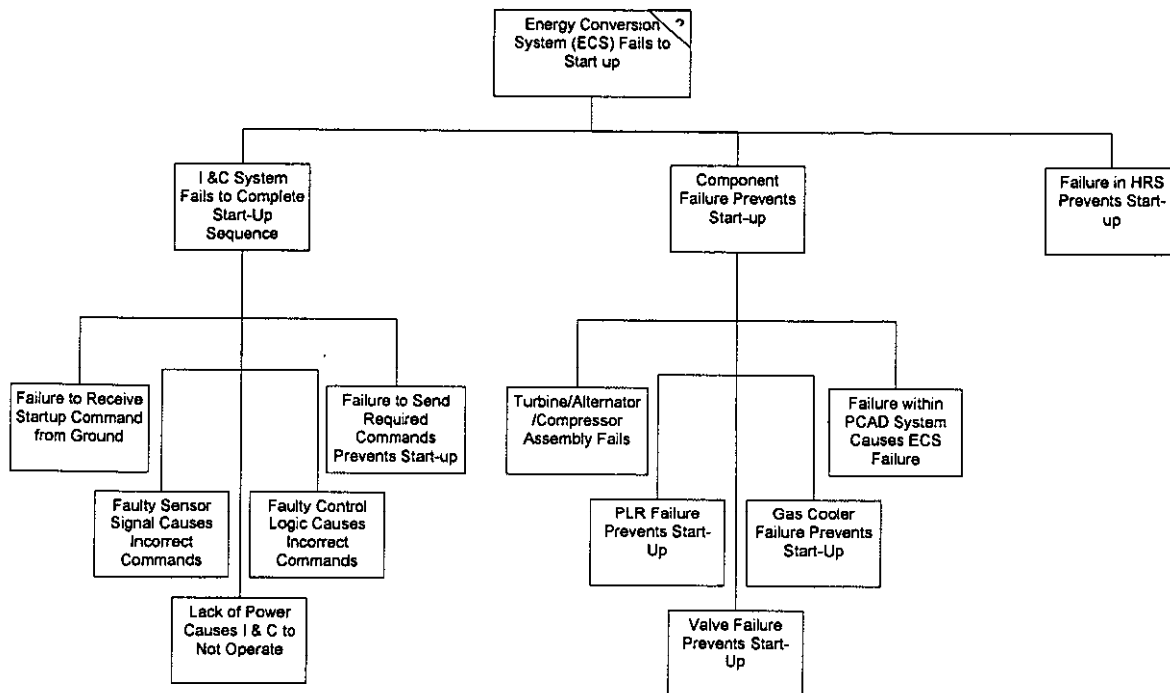 Energy Conversion
System (ECS) Fails to
Start up
?
I &C System
Fails to Complete
Start-Up
Sequence
Component
Failure Prevents
Start-up
Failure in HRS
Prevents Start-
up
Failure to Receive
Startup Command
from Ground
Failure to Send
Required
Commands
Prevents Start-up
Turbine/Alternator
/Compressor
Assembly Fails
Failure within
PCAD System
Causes ECS
Failure
Faulty Sensor
Signal Causes
Incorrect
Commands
Faulty Control
Logic Causes
Incorrect
Commands
PLR Failure
Prevents Start-
Up
Gas Cooler
Failure Prevents
Start-Up
Lack of Power
Causes I & C to
Not Operate
Valve Failure
Prevents Start-
Up